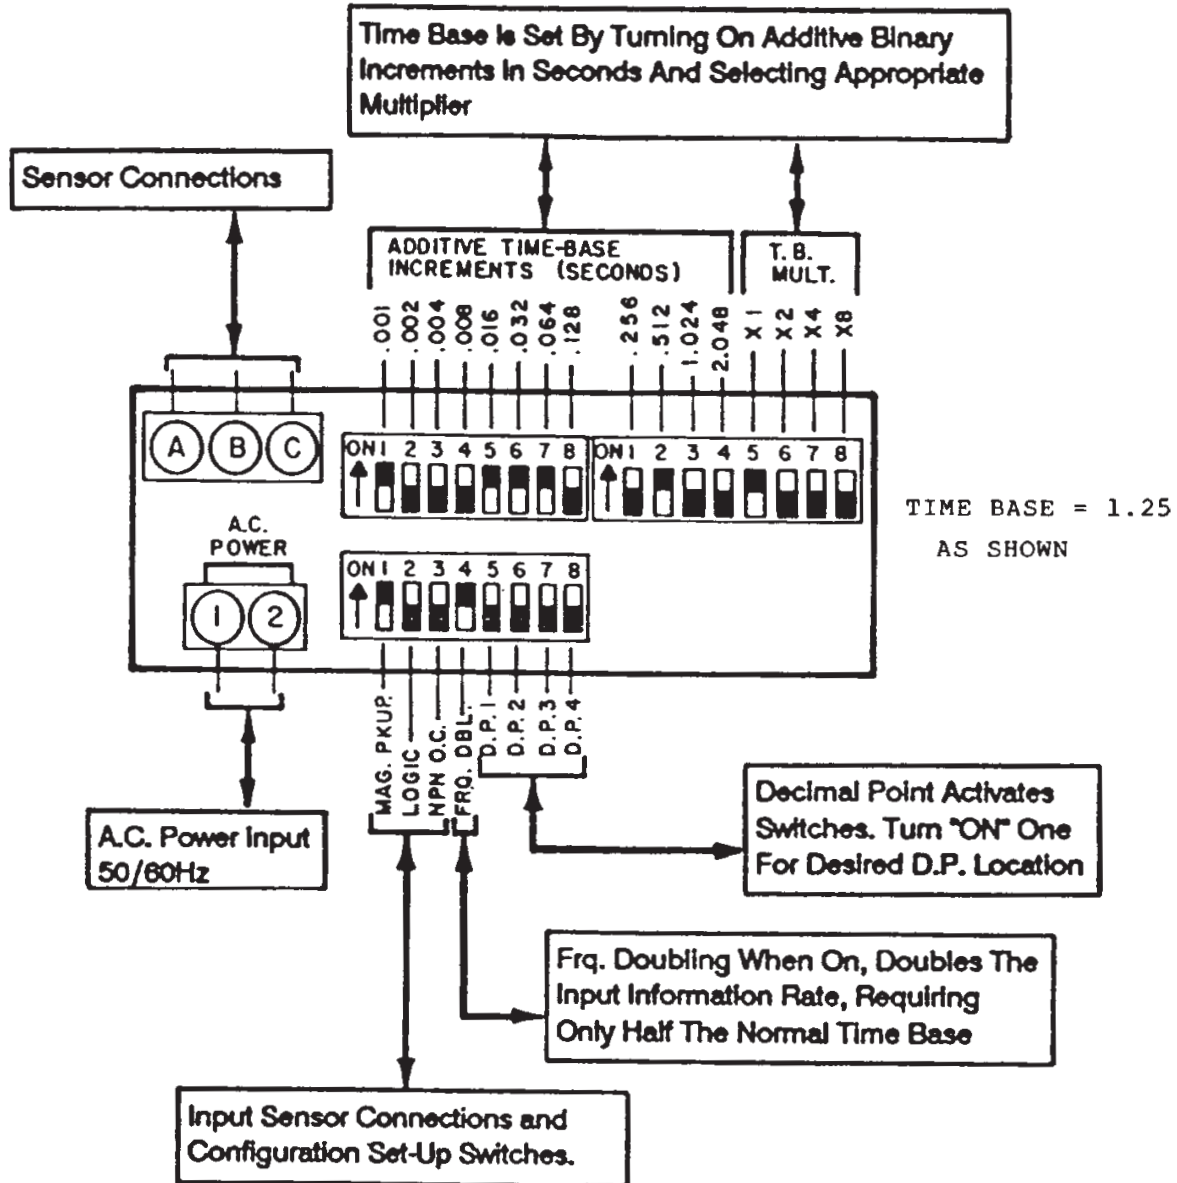 Time Base Is Set By Turning On Additive Binary
Increments In Seconds And Selecting Appropriate
Multiplier
Sensor Connections
ADDITIVE TIME-BASE
INCREMENTS (SECONDS)
T. B.
MULT.
.001
.002
.004
.008
.016
.032
.064
.128
.256
.512
1.024
2.048
X1
X2
X4
X8
A B C
ON 1 2 3 4 5 6 7 8
ON 1 2 3 4 5 6 7 8
TIME BASE = 1.25
AS SHOWN
A.C.
POWER
1 2
ON 1 2 3 4 5 6 7 8
MAG. PKUP.
LOGIC
NPN O.C.
FRQ. DBL.
D.P. 1
D.P. 2
D.P. 3
D.P. 4
A.C. Power Input
50/60Hz
Decimal Point Activates
Switches. Turn "ON" One
For Desired D.P. Location
Frq. Doubling When On, Doubles The
Input Information Rate, Requiring
Only Half The Normal Time Base
Input Sensor Connections and
Configuration Set-Up Switches.